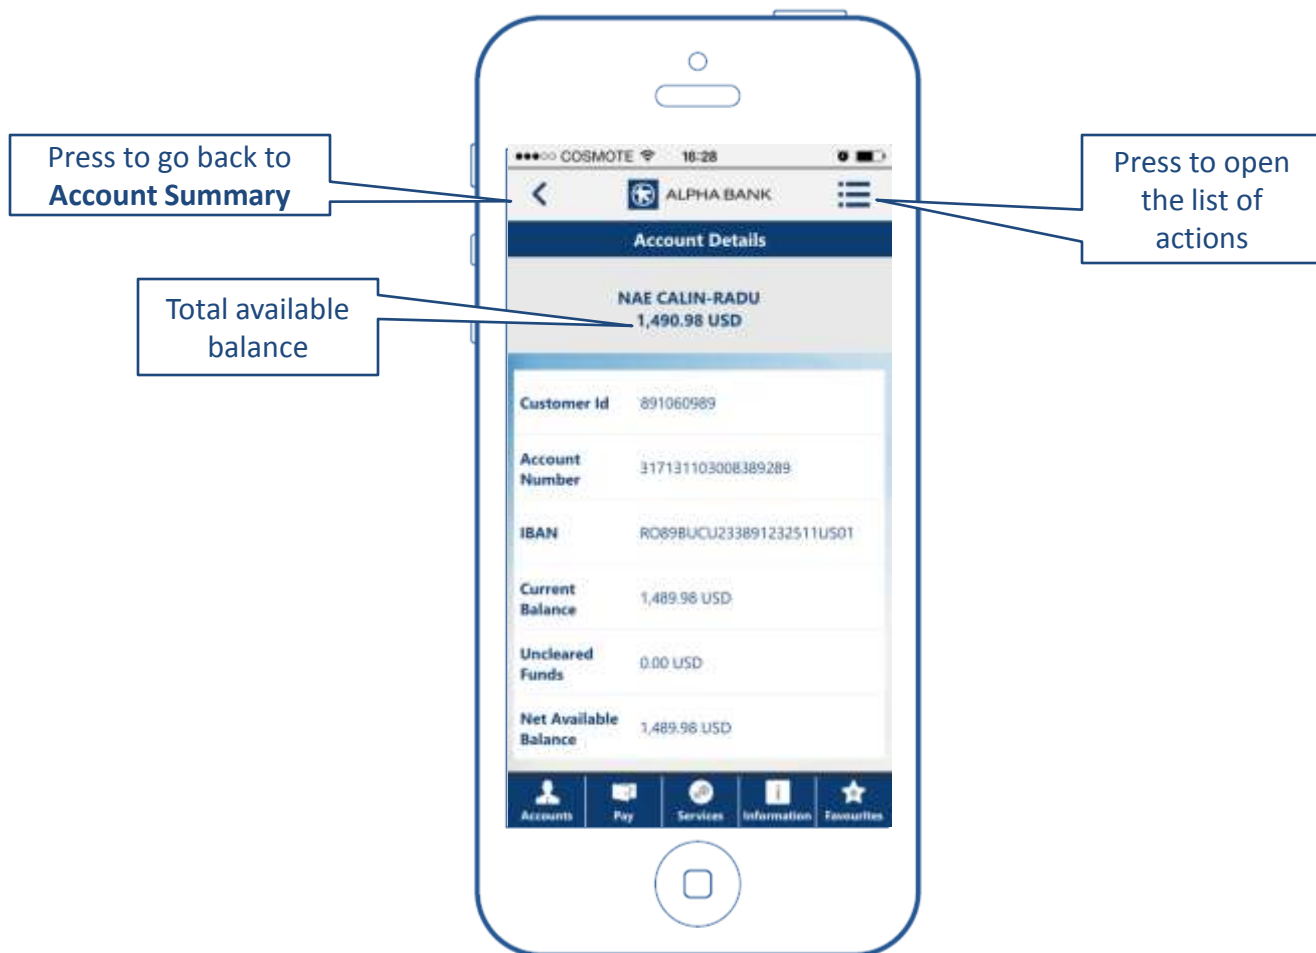 Press to go back to
Account Summary
Press to open
the list of
actions
Total available
balance
COSMOTE 16:28
ALPHA BANK
Account Details
NAE CALIN-RADU
1,490.98 USD
Customer Id 891060989
Account
Number 317131103008389289
IBAN RO89BUCU233891232511US01
Current
Balance 1,489.98 USD
Uncleared
Funds 0.00 USD
Net Available
Balance 1,489.98 USD
Accounts Pay Services Information Favourites